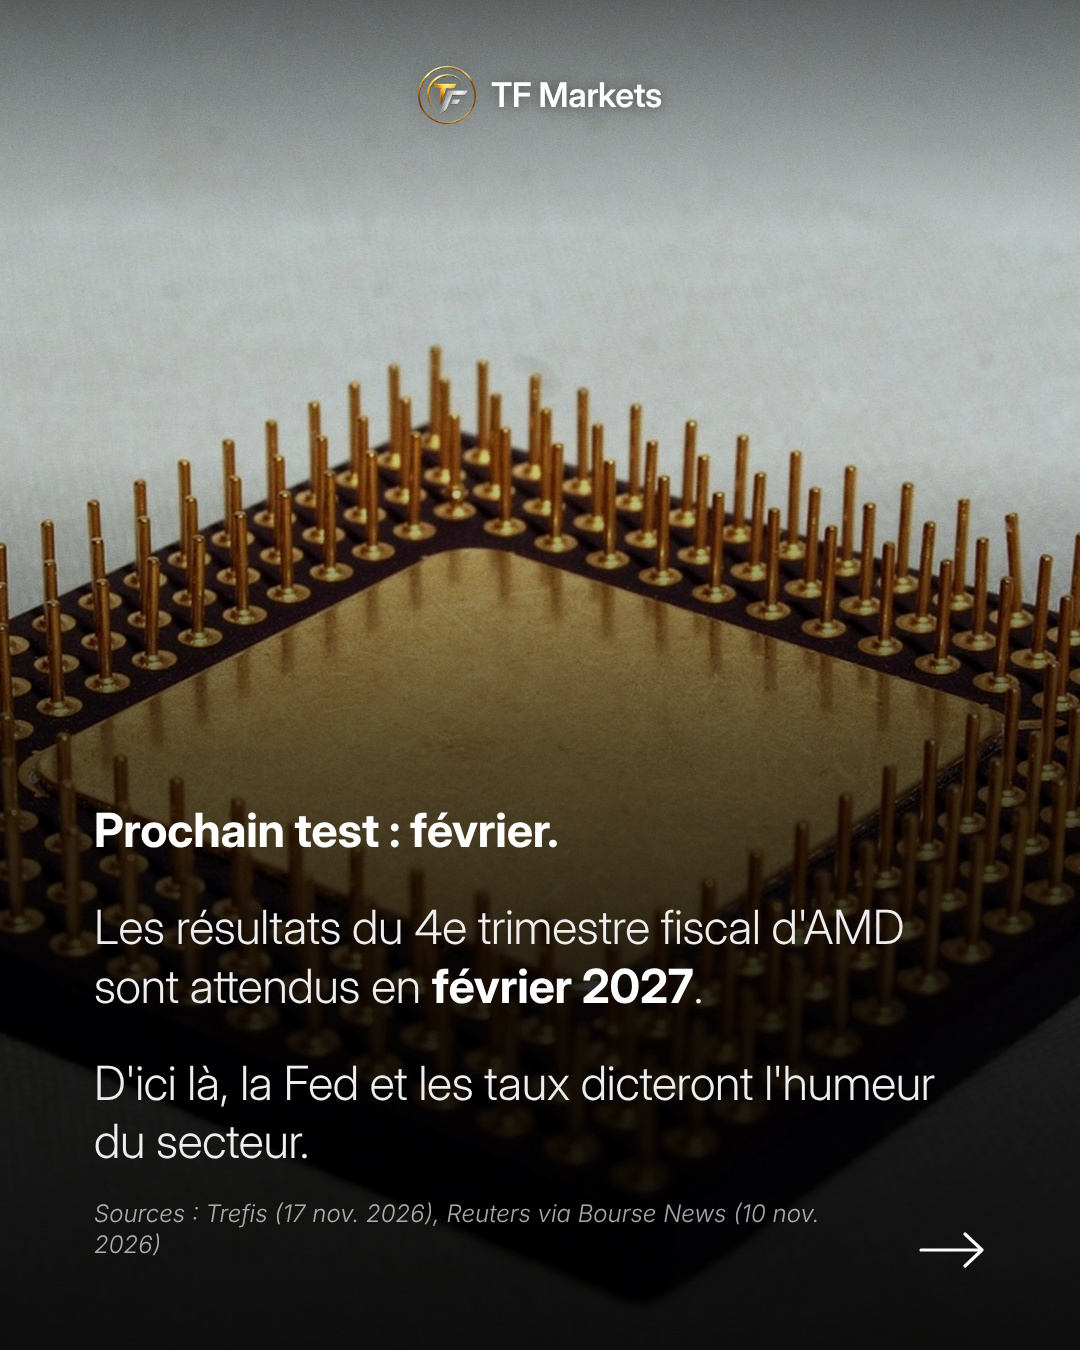 TF Markets
Prochain test : février.
Les résultats du 4e trimestre fiscal d'AMD
sont attendus en février 2027.
D'ici là, la Fed et les taux dicteront l'humeur
du secteur.
Sources : Trefis (17 nov. 2026), Reuters via Bourse News (10 nov.
2026)